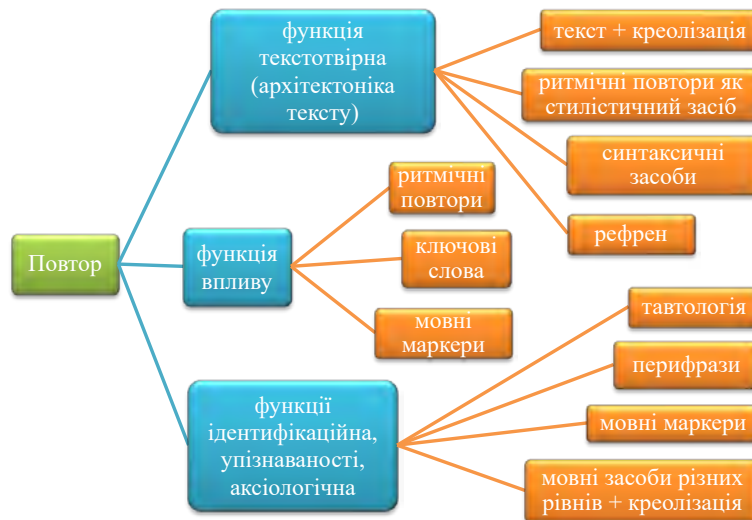 Повтор
функція
текстотвірна
(архітектоніка
тексту)
текст + креолізація
ритмічні повтори як
стилістичний засіб
синтаксичні
засоби
рефрен
функція
впливу
ритмічні
повтори
ключові
слова
мовні
маркери
функції
ідентифікаційна,
упізнаваності,
аксіологічна
тавтологія
перифрази
мовні маркери
мовні засоби різних
рівнів + креолізація